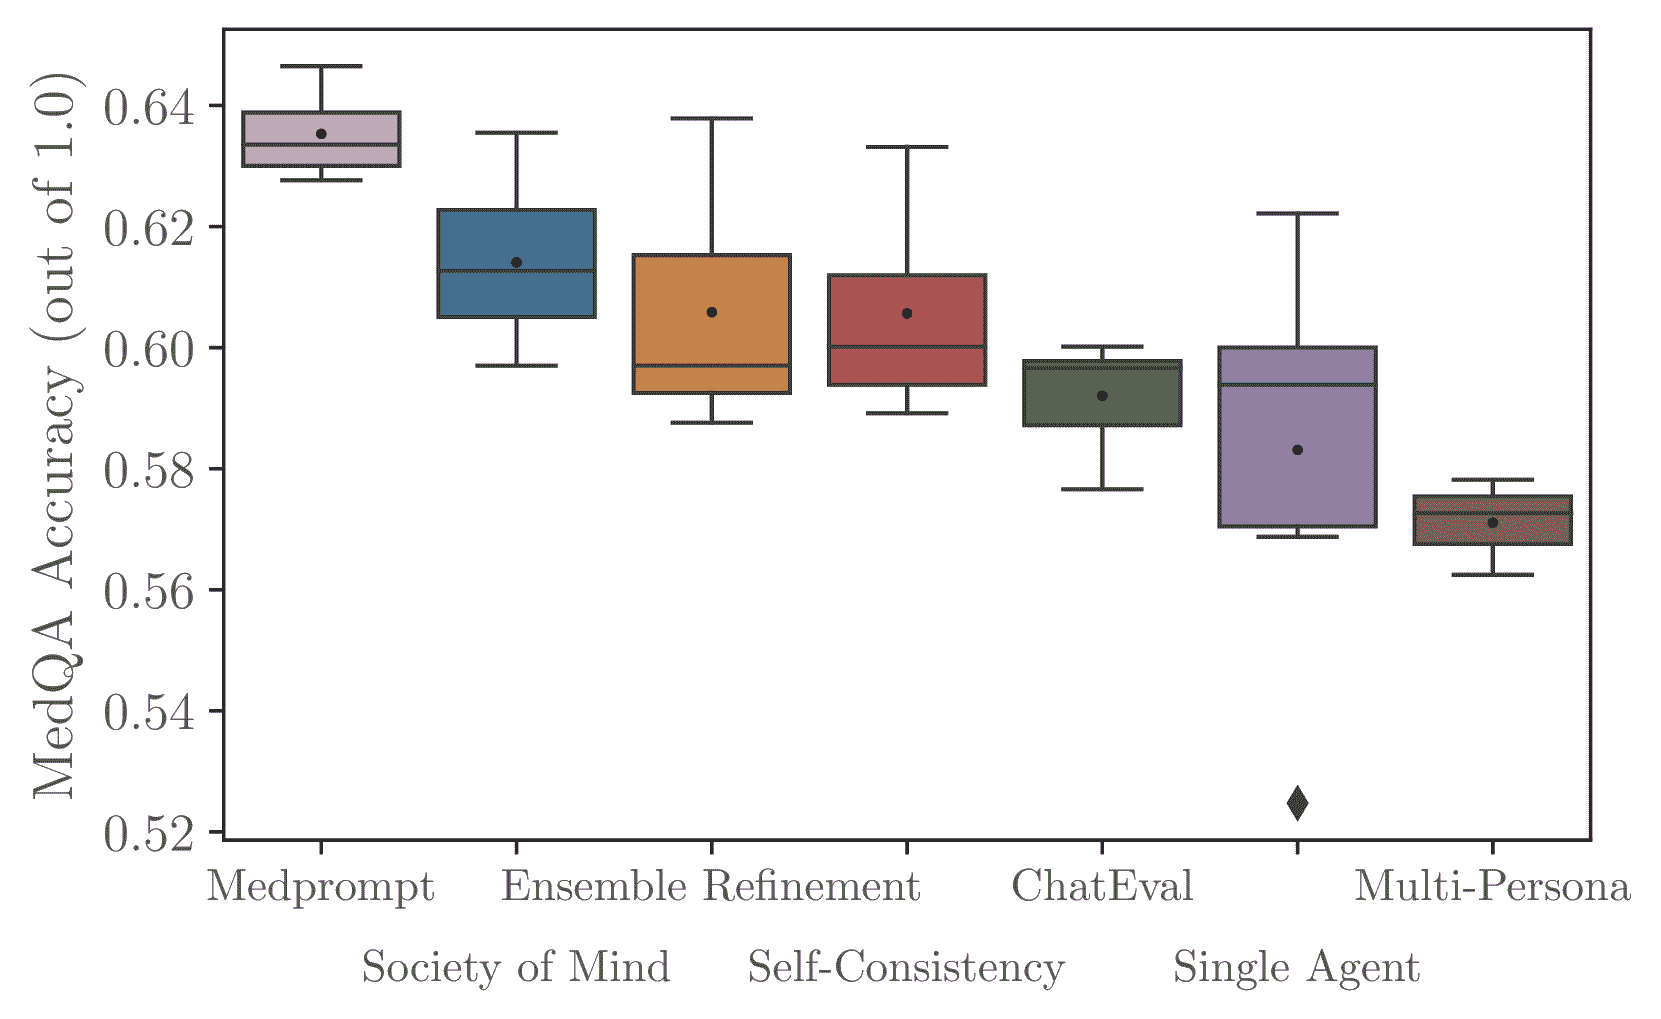 MedQA Accuracy (out of 1.0)
0.64
0.62
0.60
0.58
0.56
0.54
0.52
Medprompt
Ensemble Refinement
ChatEval
Multi-Persona
Society of Mind
Self-Consistency
Single Agent